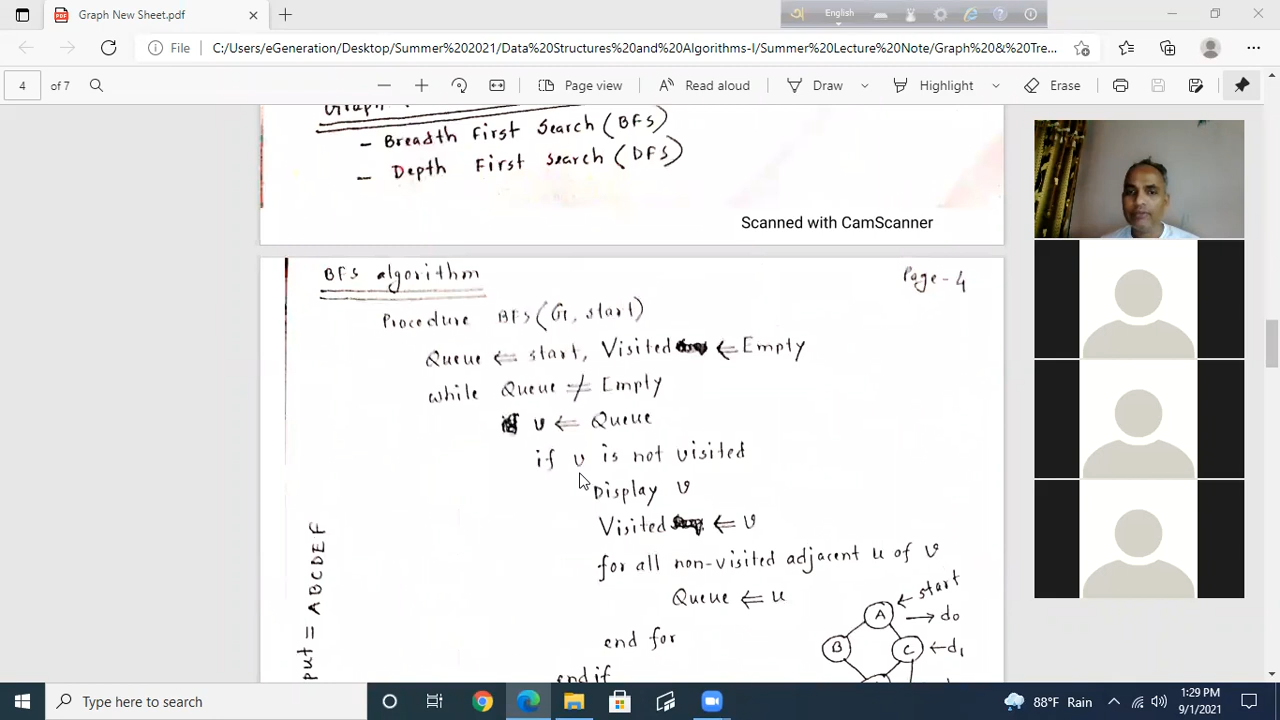 Graph New Sheet.pdf
English
File
C:/Users/eGeneration/Desktop/Summer%202021/Data%20Structures%20and%20Algorithms-I/Summer%20Lecture%20Note/Graph%20&%20Tre...
4 of 7
Page view
Read aloud
Draw
Highlight
Erase
Graph
- Breadth First Search (BFS)
- Depth First Search (DFS)
Scanned with CamScanner
BFS algorithm
Page-4
Procedure BFS(G, start)
Queue ⇐ start, Visited ⇐ Empty
while Queue ≠ Empty
v ⇐ Queue
if v is not visited
Display v
Visited ⇐ v
for all non-visited adjacent u of v
Queue ⇐ u
end for
end if
A ← start
→ d0
B
C ← d1
put = ABCDEF
Type here to search
88°F Rain
1:29 PM
9/1/2021